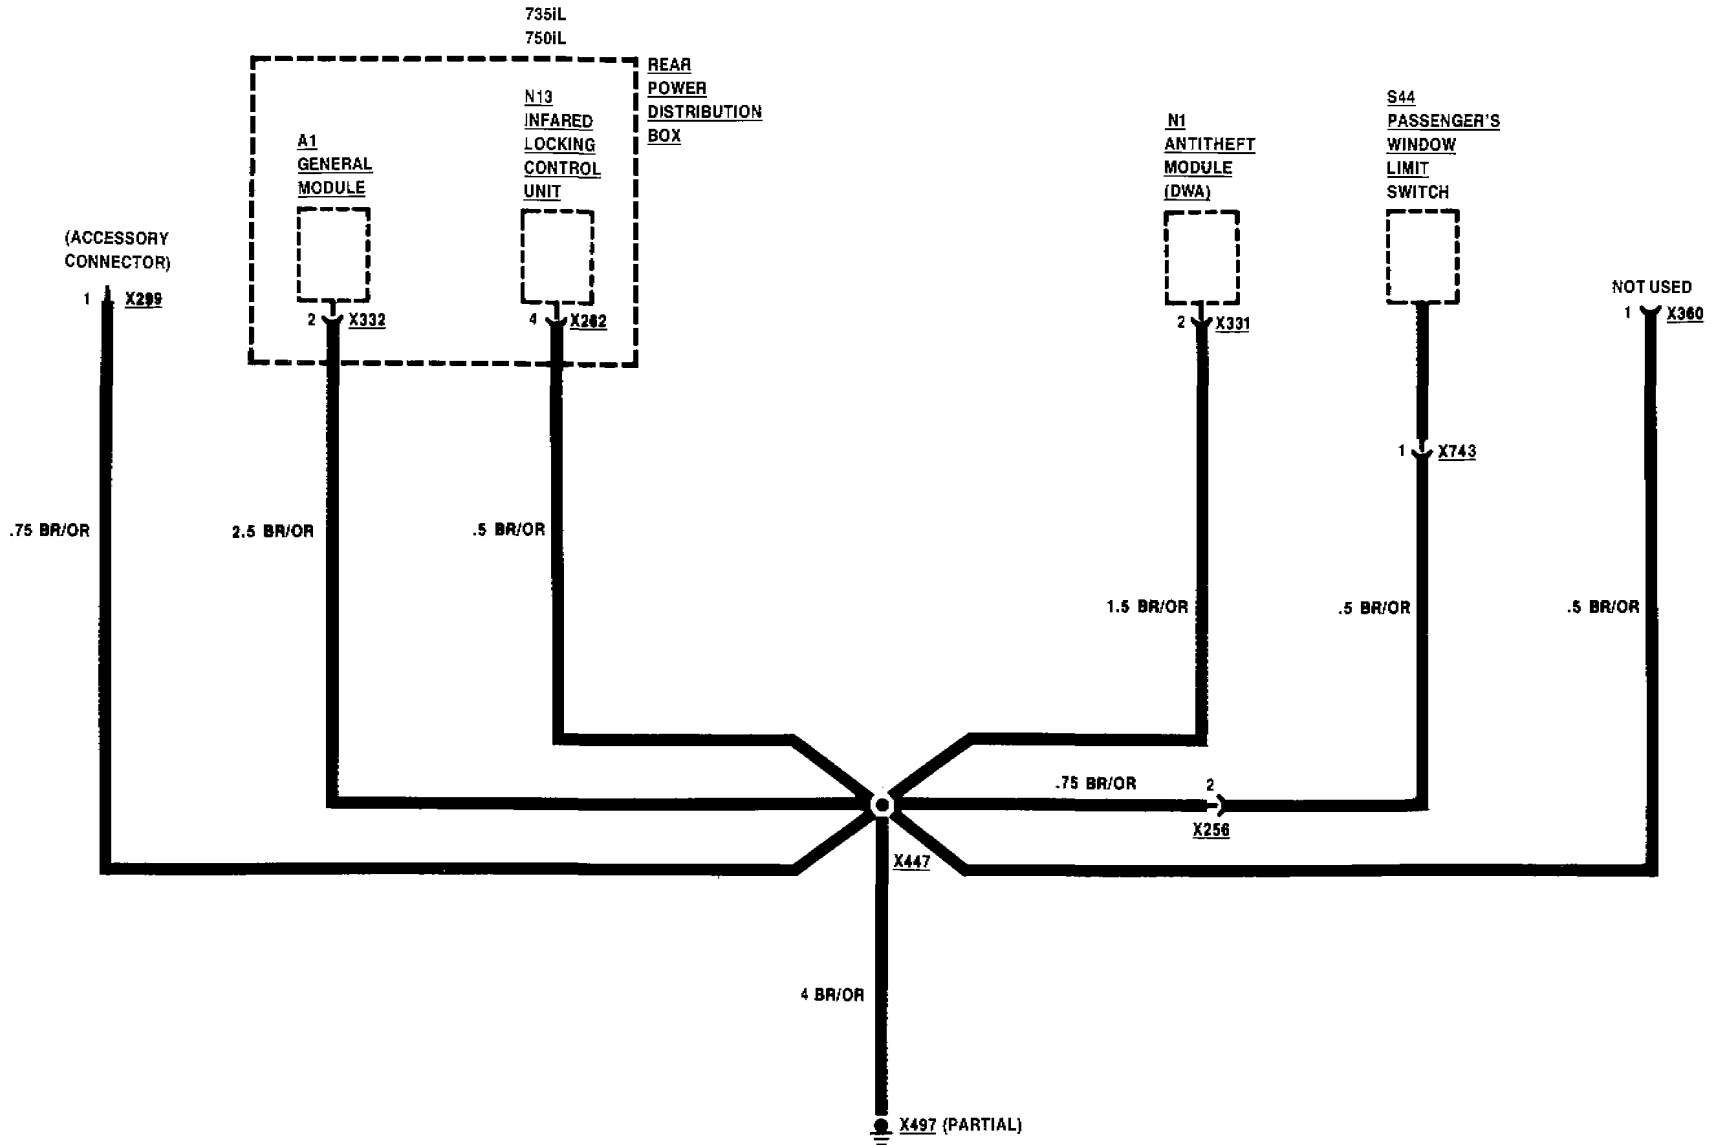 735iL
750iL
REAR
POWER
DISTRIBUTION
BOX
N13
INFARED
LOCKING
CONTROL
UNIT
A1
GENERAL
MODULE
N1
ANTITHEFT
MODULE
(DWA)
S44
PASSENGER'S
WINDOW
LIMIT
SWITCH
(ACCESSORY
CONNECTOR)
1 X299
2 X332
4 X262
2 X331
NOT USED
1 X360
1 X743
.75 BR/OR
2.5 BR/OR
.5 BR/OR
1.5 BR/OR
.5 BR/OR
.5 BR/OR
.75 BR/OR
2
X256
X447
4 BR/OR
X497 (PARTIAL)